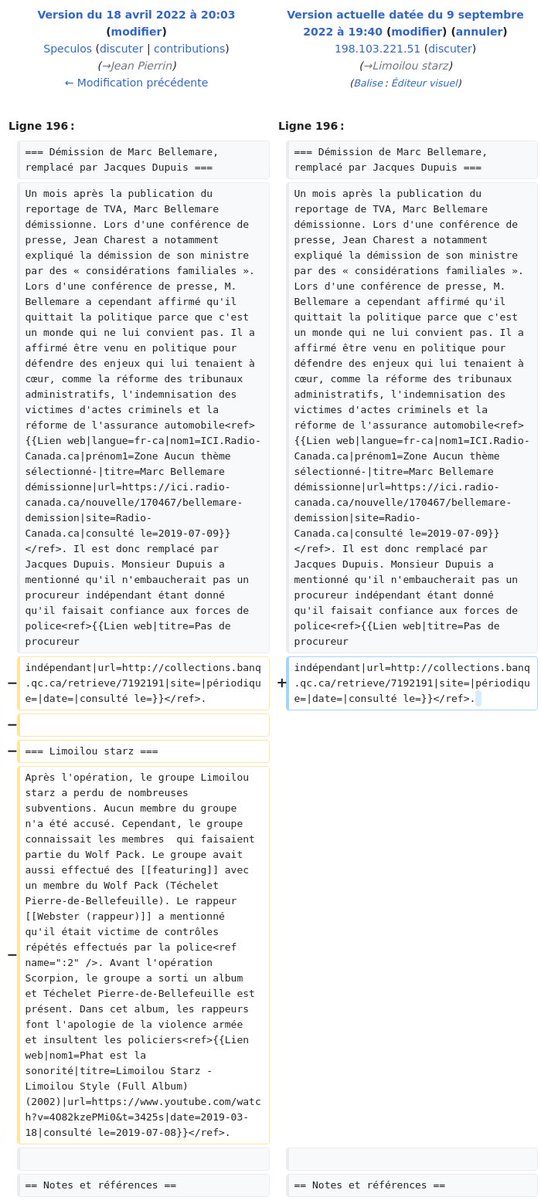 Version du 18 avril 2022 à 20:03
(modifier)
Speculos (discuter | contributions)
(→Jean Pierrin)
← Modification précédente
Version actuelle datée du 9 septembre
2022 à 19:40 (modifier) (annuler)
198.103.221.51 (discuter)
(→Limoilou starz)
(Balise : Éditeur visuel)
Ligne 196 :
=== Démission de Marc Bellemare,
remplacé par Jacques Dupuis ===
Un mois après la publication du
reportage de TVA, Marc Bellemare
démissionne. Lors d'une conférence de
presse, Jean Charest a notamment
expliqué la démission de son ministre
par des « considérations familiales ».
Lors d'une conférence de presse, M.
Bellemare a cependant affirmé qu'il
quittait la politique parce que c'est
un monde qui ne lui convient pas. Il a
affirmé être venu en politique pour
défendre des enjeux qui lui tenaient à
cœur, comme la réforme des tribunaux
administratifs, l'indemnisation des
victimes d'actes criminels et la
réforme de l'assurance automobile<ref>
{{Lien web|langue=fr-ca|nom1=ICI.Radio-
Canada.ca|prénom1=Zone Aucun thème
sélectionné-|titre=Marc Bellemare
démissionne|url=https://ici.radio-
canada.ca/nouvelle/170467/bellemare-
demission|site=Radio-
Canada.ca|consulté le=2019-07-09}}
</ref>. Il est donc remplacé par
Jacques Dupuis. Monsieur Dupuis a
mentionné qu'il n'embaucherait pas un
procureur indépendant étant donné
qu'il faisait confiance aux forces de
police<ref>{{Lien web|titre=Pas de
procureur
indépendant|url=http://collections.banq
.qc.ca/retrieve/7192191|site=|périodiqu
e=|date=|consulté le=}}</ref>.
=== Limoilou starz ===
Après l'opération, le groupe Limoilou
starz a perdu de nombreuses
subventions. Aucun membre du groupe
n'a été accusé. Cependant, le groupe
connaissait les membres  qui faisaient
partie du Wolf Pack. Le groupe avait
aussi effectué des [[featuring]] avec
un membre du Wolf Pack (Téchelet
Pierre-de-Bellefeuille). Le rappeur
[[Webster (rappeur)]] a mentionné
qu'il était victime de contrôles
répétés effectués par la police<ref
name=":2" />. Avant l'opération
Scorpion, le groupe a sorti un album
et Téchelet Pierre-de-Bellefeuille est
présent. Dans cet album, les rappeurs
font l'apologie de la violence armée
et insultent les policiers<ref>{{Lien
web|nom1=Phat est la
sonorité|titre=Limoilou Starz -
Limoilou Style (Full Album)
(2002)|url=https://www.youtube.com/watc
h?v=4O82kzePMi0&t=3425s|date=2019-03-
18|consulté le=2019-07-08}}</ref>.
== Notes et références ==
Ligne 196 :
=== Démission de Marc Bellemare,
remplacé par Jacques Dupuis ===
Un mois après la publication du
reportage de TVA, Marc Bellemare
démissionne. Lors d'une conférence de
presse, Jean Charest a notamment
expliqué la démission de son ministre
par des « considérations familiales ».
Lors d'une conférence de presse, M.
Bellemare a cependant affirmé qu'il
quittait la politique parce que c'est
un monde qui ne lui convient pas. Il a
affirmé être venu en politique pour
défendre des enjeux qui lui tenaient à
cœur, comme la réforme des tribunaux
administratifs, l'indemnisation des
victimes d'actes criminels et la
réforme de l'assurance automobile<ref>
{{Lien web|langue=fr-ca|nom1=ICI.Radio-
Canada.ca|prénom1=Zone Aucun thème
sélectionné-|titre=Marc Bellemare
démissionne|url=https://ici.radio-
canada.ca/nouvelle/170467/bellemare-
demission|site=Radio-
Canada.ca|consulté le=2019-07-09}}
</ref>. Il est donc remplacé par
Jacques Dupuis. Monsieur Dupuis a
mentionné qu'il n'embaucherait pas un
procureur indépendant étant donné
qu'il faisait confiance aux forces de
police<ref>{{Lien web|titre=Pas de
procureur
indépendant|url=http://collections.banq
.qc.ca/retrieve/7192191|site=|périodiqu
e=|date=|consulté le=}}</ref>.
== Notes et références ==